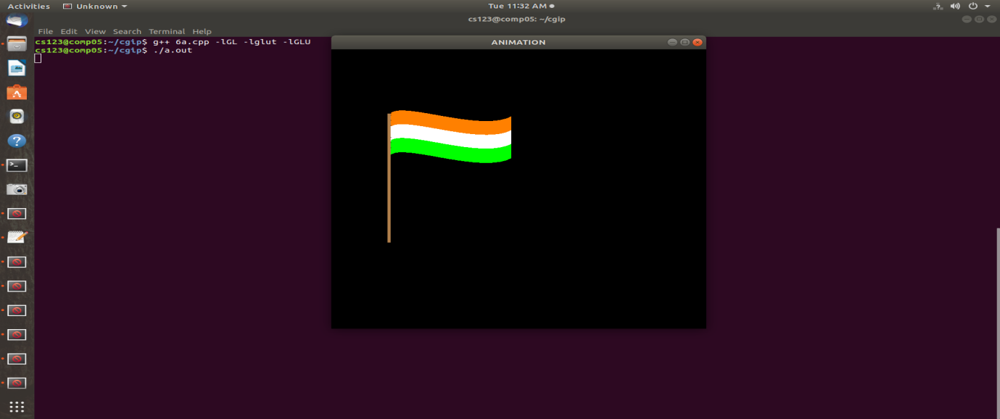 Activities Unknown Tue 11:32 AM
cs123@comp05: ~/cgip
File Edit View Search Terminal Help
cs123@comp05:~/cgip$ g++ 6a.cpp -lGL -lglut -lGLU
cs123@comp05:~/cgip$ ./a.out
ANIMATION